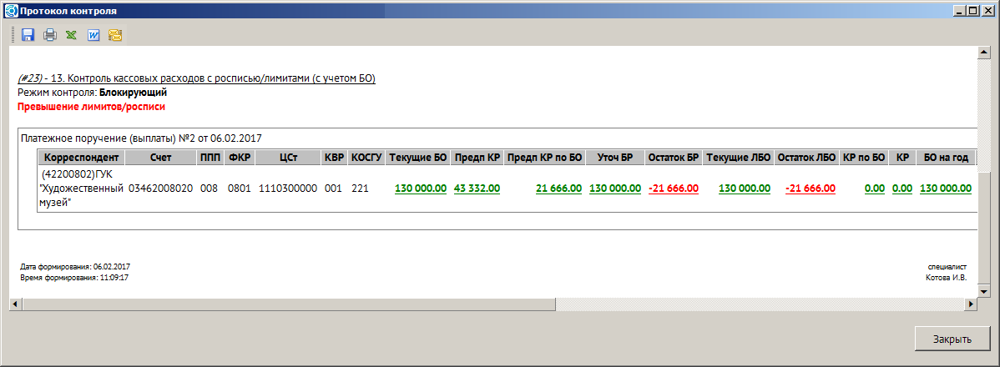 Протокол контроля
(#23) - 13. Контроль кассовых расходов с росписью/лимитами (с учетом БО)
Режим контроля: Блокирующий
Превышение лимитов/росписи
Платежное поручение (выплаты) №2 от 06.02.2017
Корреспондент Счет ППП ФКР ЦСт КВР КОСГУ Текущие БО Предп КР Предп КР по БО Уточ БР Остаток БР Текущие ЛБО Остаток ЛБО КР по БО КР БО на год
(42200802)ГУК
"Художественный 03462008020 008 0801 1110300000 001 221 130 000.00 43 332.00 21 666.00 130 000.00 -21 666.00 130 000.00 -21 666.00 0.00 0.00 130 000.00
музей"
Дата формирования: 06.02.2017 специалист
Время формирования: 11:09:17 Котова И.В.
Закрыть